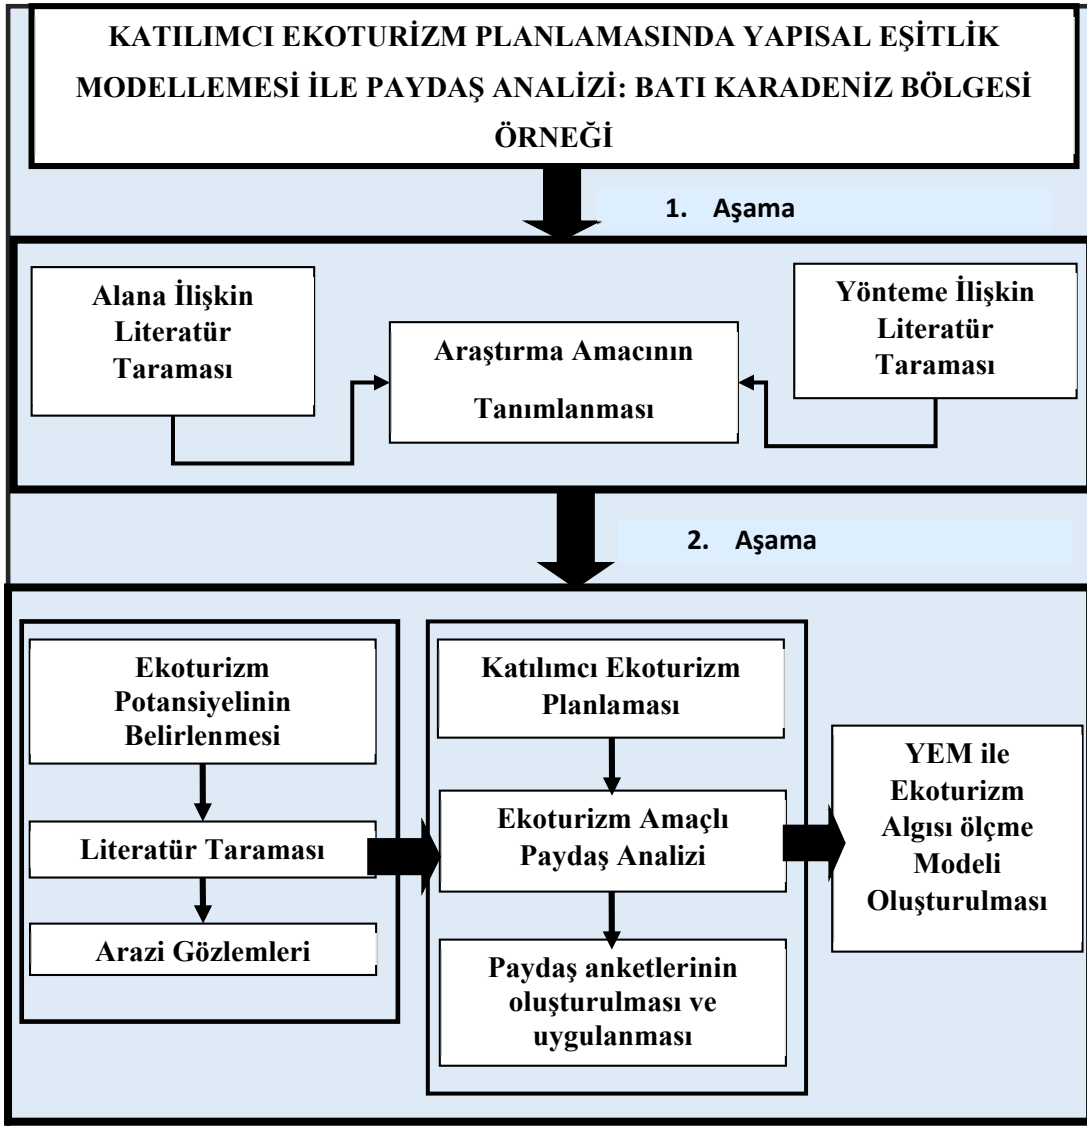 KATILIMCI EKOTURİZM PLANLAMASINDA YAPISAL EŞİTLİK
MODELLEMESİ İLE PAYDAŞ ANALİZİ: BATI KARADENİZ BÖLGESİ
ÖRNEĞİ
1. Aşama
Alana İlişkin
Literatür
Taraması
Araştırma Amacının
Tanımlanması
Yönteme İlişkin
Literatür
Taraması
2. Aşama
Ekoturizm
Potansiyelinin
Belirlenmesi
Literatür Taraması
Arazi Gözlemleri
Katılımcı Ekoturizm
Planlaması
Ekoturizm Amaçlı
Paydaş Analizi
Paydaş anketlerinin
oluşturulması ve
uygulanması
YEM ile
Ekoturizm
Algısı ölçme
Modeli
Oluşturulması